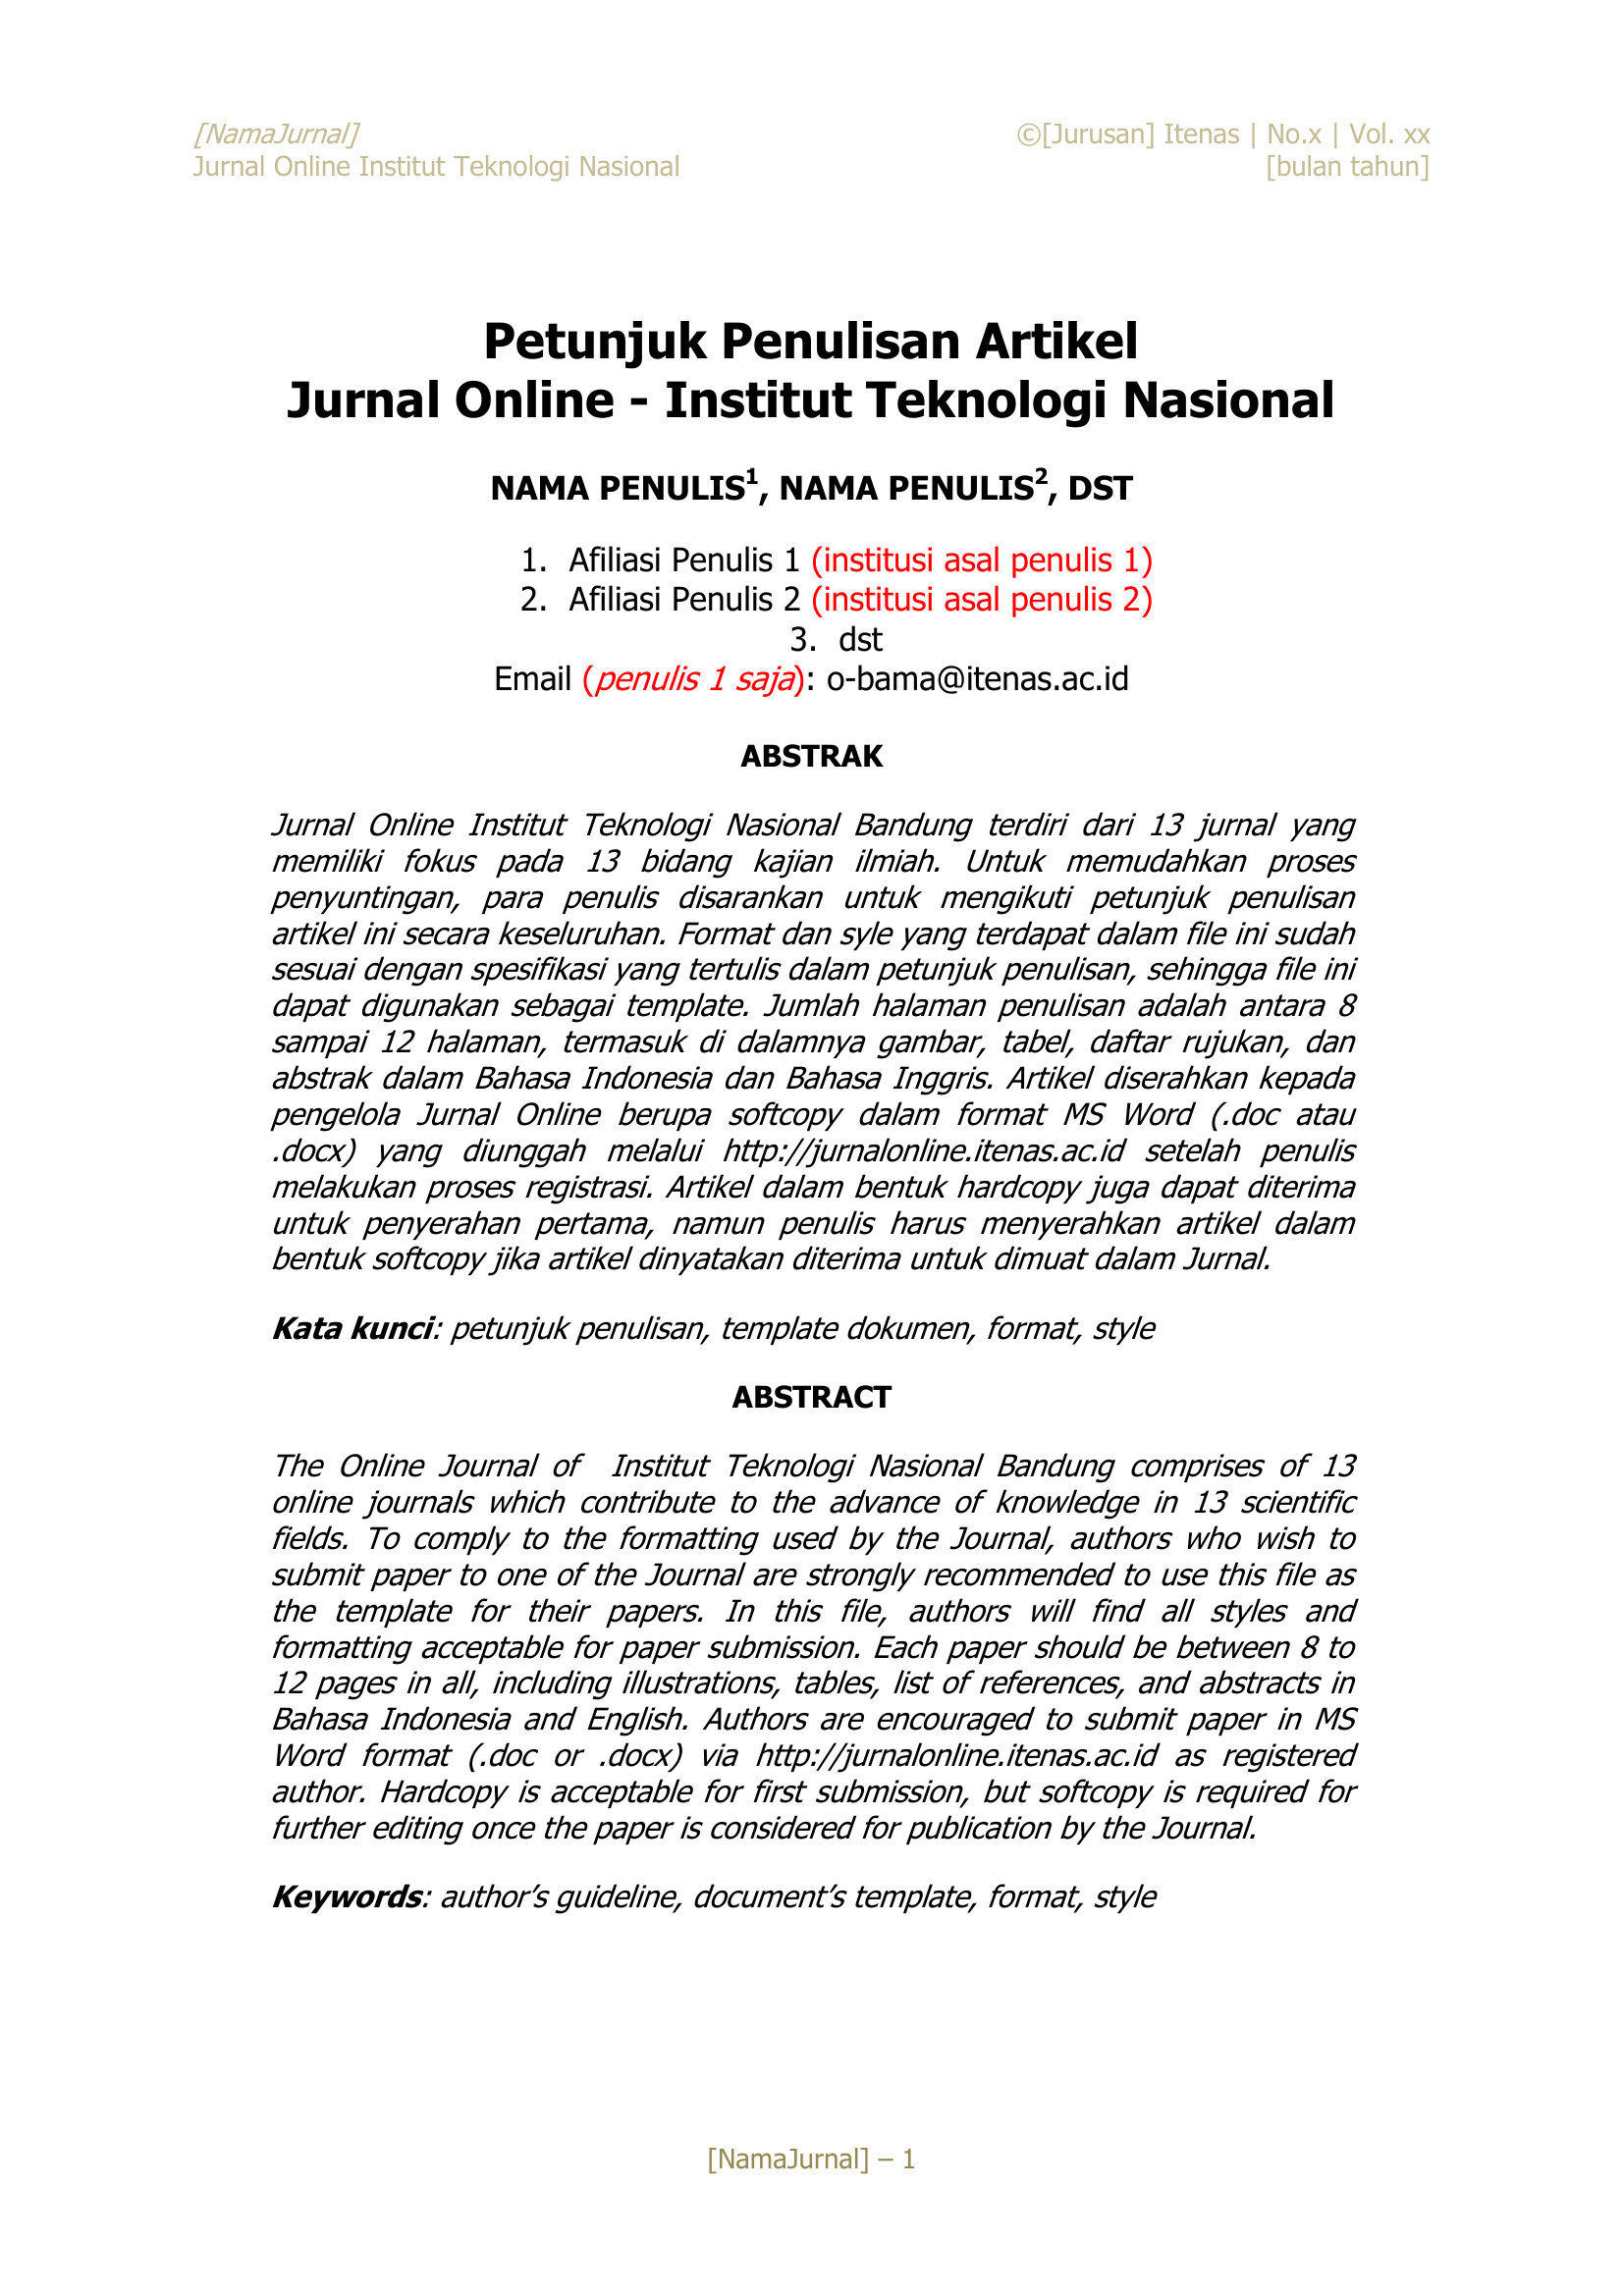 [NamaJurnal]
Jurnal Online Institut Teknologi Nasional
©[Jurusan] Itenas | No.x | Vol. xx
[bulan tahun]
Petunjuk Penulisan Artikel
Jurnal Online - Institut Teknologi Nasional
NAMA PENULIS¹, NAMA PENULIS², DST
1. Afiliasi Penulis 1 (institusi asal penulis 1)
2. Afiliasi Penulis 2 (institusi asal penulis 2)
3. dst
Email (penulis 1 saja): o-bama@itenas.ac.id
ABSTRAK
Jurnal Online Institut Teknologi Nasional Bandung terdiri dari 13 jurnal yang
memiliki fokus pada 13 bidang kajian ilmiah. Untuk memudahkan proses
penyuntingan, para penulis disarankan untuk mengikuti petunjuk penulisan
artikel ini secara keseluruhan. Format dan syle yang terdapat dalam file ini sudah
sesuai dengan spesifikasi yang tertulis dalam petunjuk penulisan, sehingga file ini
dapat digunakan sebagai template. Jumlah halaman penulisan adalah antara 8
sampai 12 halaman, termasuk di dalamnya gambar, tabel, daftar rujukan, dan
abstrak dalam Bahasa Indonesia dan Bahasa Inggris. Artikel diserahkan kepada
pengelola Jurnal Online berupa softcopy dalam format MS Word (.doc atau
.docx) yang diunggah melalui http://jurnalonline.itenas.ac.id setelah penulis
melakukan proses registrasi. Artikel dalam bentuk hardcopy juga dapat diterima
untuk penyerahan pertama, namun penulis harus menyerahkan artikel dalam
bentuk softcopy jika artikel dinyatakan diterima untuk dimuat dalam Jurnal.
Kata kunci: petunjuk penulisan, template dokumen, format, style
ABSTRACT
The Online Journal of Institut Teknologi Nasional Bandung comprises of 13
online journals which contribute to the advance of knowledge in 13 scientific
fields. To comply to the formatting used by the Journal, authors who wish to
submit paper to one of the Journal are strongly recommended to use this file as
the template for their papers. In this file, authors will find all styles and
formatting acceptable for paper submission. Each paper should be between 8 to
12 pages in all, including illustrations, tables, list of references, and abstracts in
Bahasa Indonesia and English. Authors are encouraged to submit paper in MS
Word format (.doc or .docx) via http://jurnalonline.itenas.ac.id as registered
author. Hardcopy is acceptable for first submission, but softcopy is required for
further editing once the paper is considered for publication by the Journal.
Keywords: author’s guideline, document’s template, format, style
[NamaJurnal] – 1